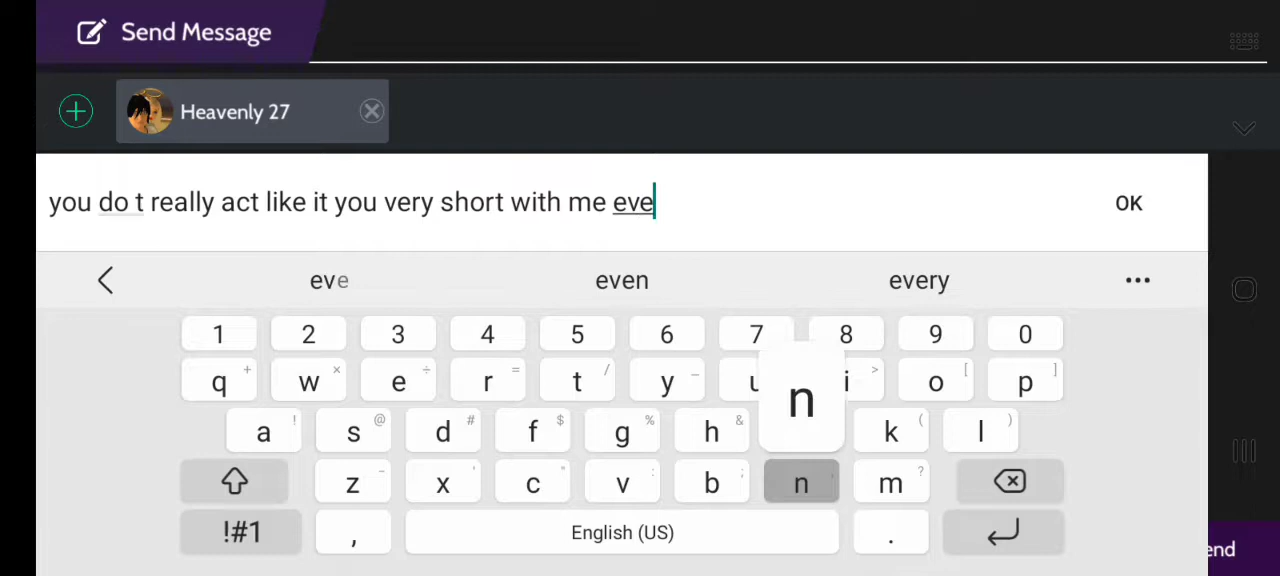 Send Message
Heavenly 27
you do t really act like it you very short with me eve
OK
eve even every
1 2 3 4 5 6 7 8 9 0
q + w × e ÷ r = t / y _ u i > o [ p ]
n
a ! s @ d # f $ g % h & k ( l )
z - x ' c " v : b ; n , m ?
!#1 , English (US) .
end